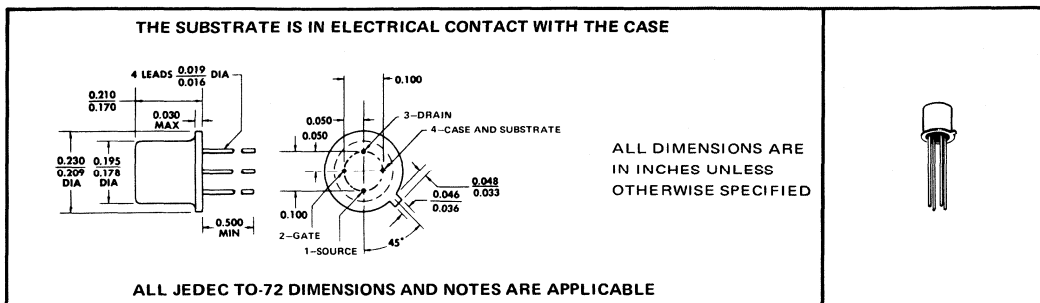 THE SUBSTRATE IS IN ELECTRICAL CONTACT WITH THE CASE
4 LEADS 0.019 DIA
0.016
0.210
0.170
0.030
MAX
0.230
0.209
DIA
0.195
0.178
DIA
0.500
MIN
0.100
0.050
0.050
3–DRAIN
4–CASE AND SUBSTRATE
0.048
0.033
0.046
0.036
0.100
2–GATE
1–SOURCE
45°
ALL DIMENSIONS ARE
IN INCHES UNLESS
OTHERWISE SPECIFIED
ALL JEDEC TO-72 DIMENSIONS AND NOTES ARE APPLICABLE